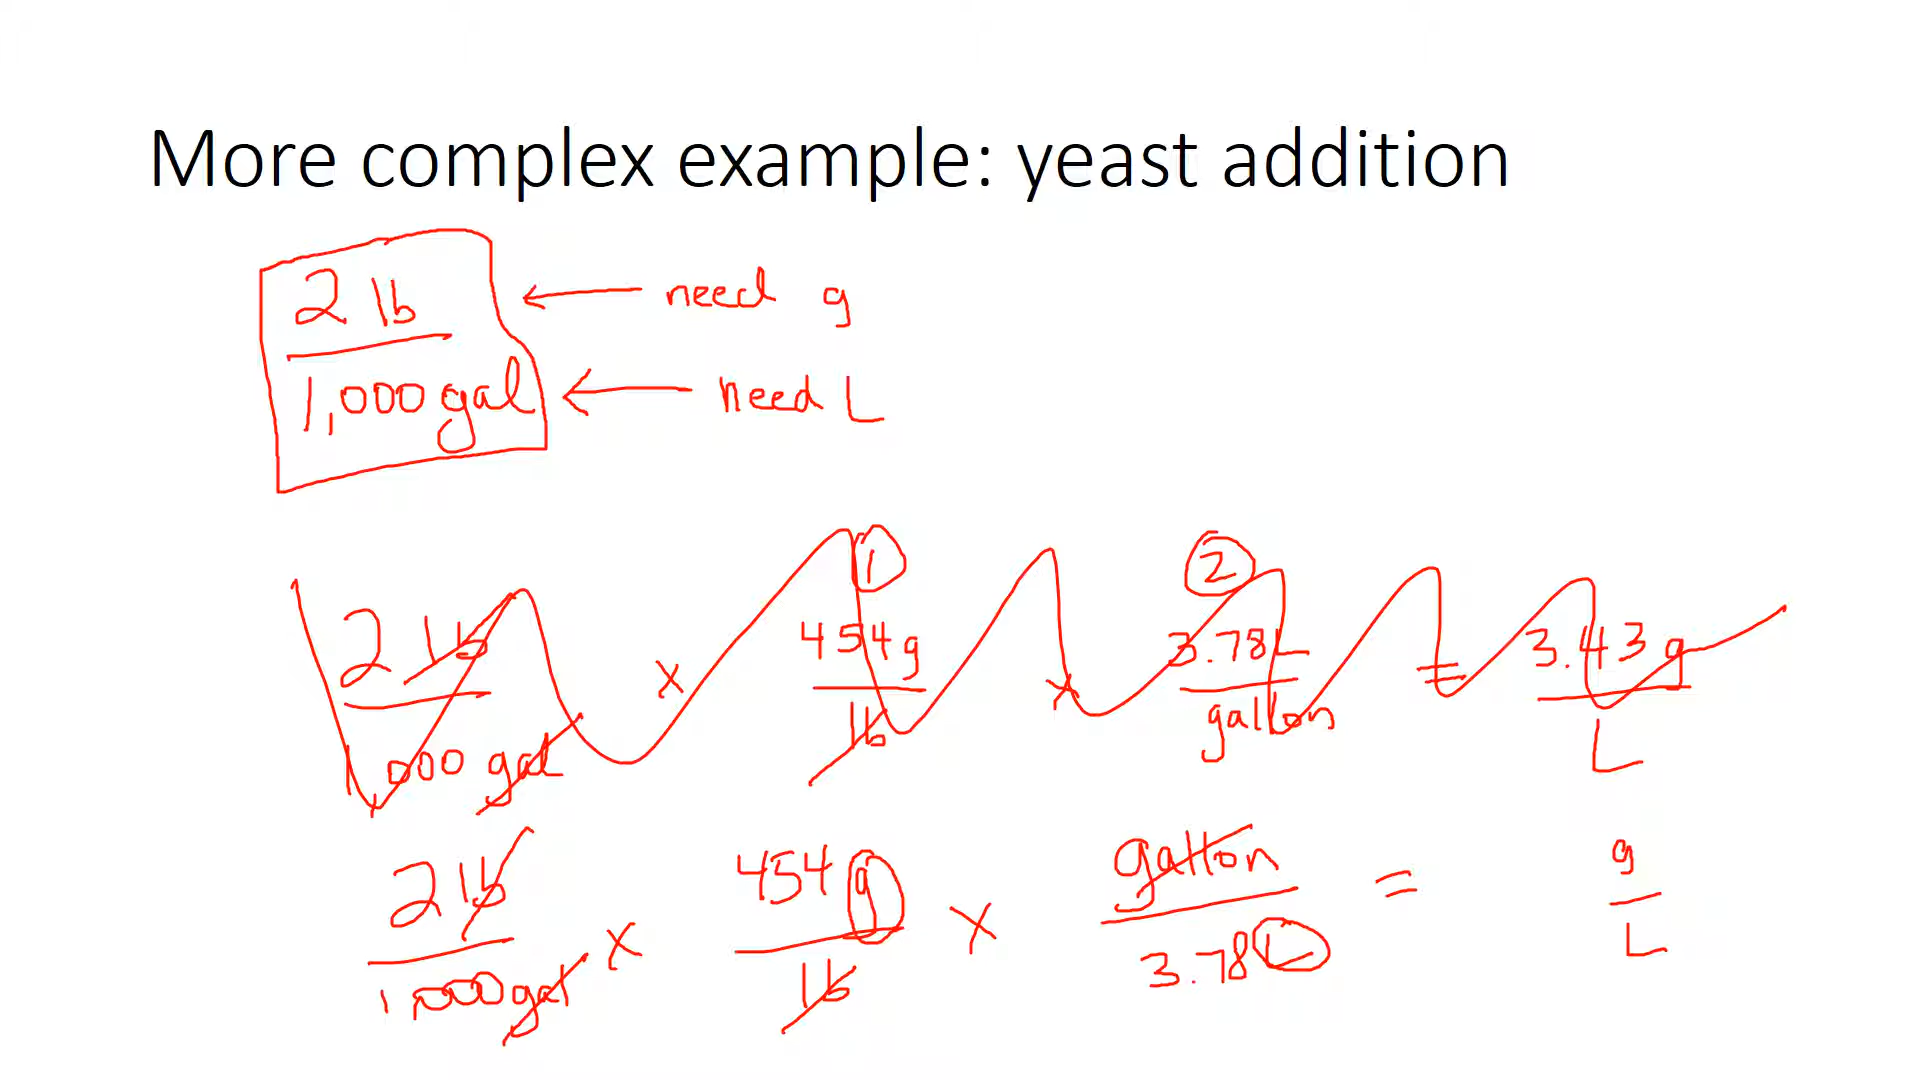 More complex example: yeast addition
2 lb
need g
1,000 gal
need L
1
2
2 lb
x
454 g
x
3.78 L
=
3.43 g
1,000 gal
lb
gallon
L
2 lb
x
454 g
x
gallon
=
g
1,000 gal
lb
3.78 L
L